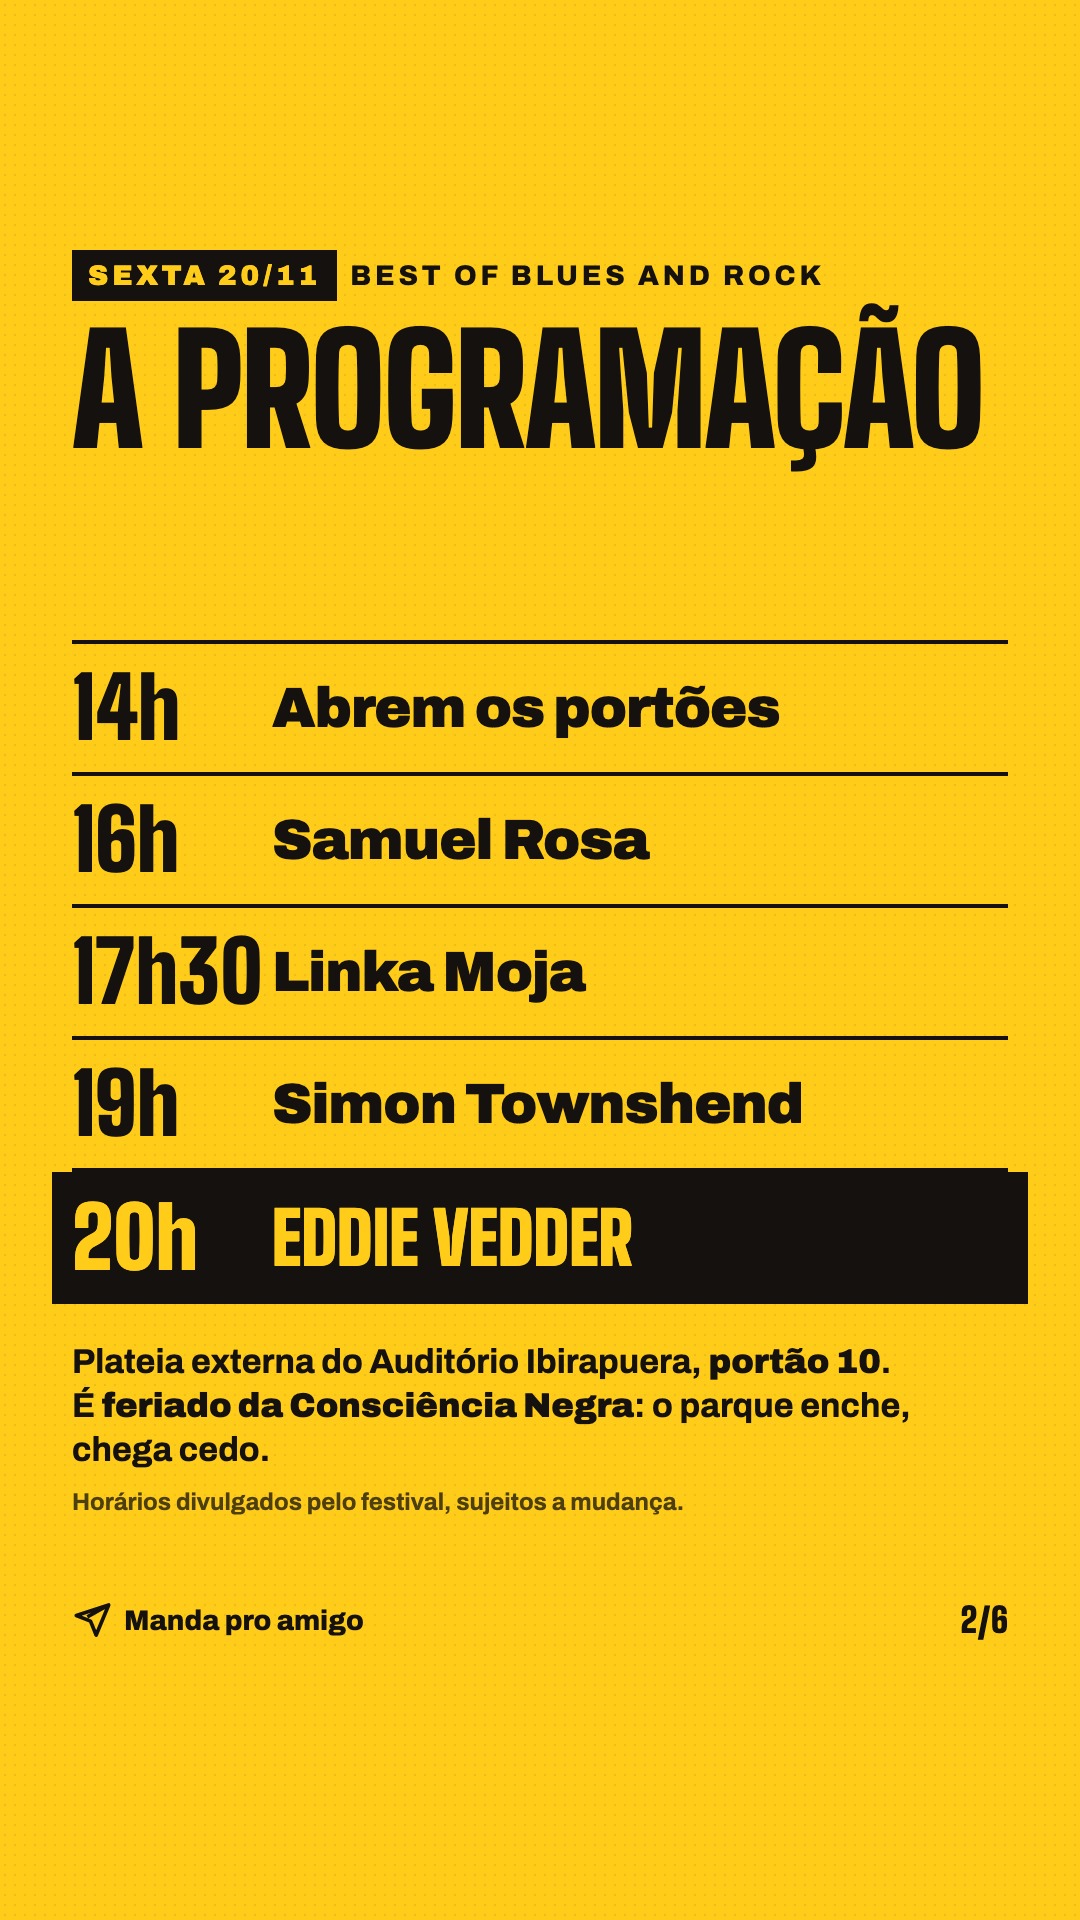 SEXTA 20/11 BEST OF BLUES AND ROCK
A PROGRAMAÇÃO
14h Abrem os portões
16h Samuel Rosa
17h30 Linka Moja
19h Simon Townshend
20h EDDIE VEDDER
Plateia externa do Auditório Ibirapuera, portão 10.
É feriado da Consciência Negra: o parque enche,
chega cedo.
Horários divulgados pelo festival, sujeitos a mudança.
Manda pro amigo 2/6